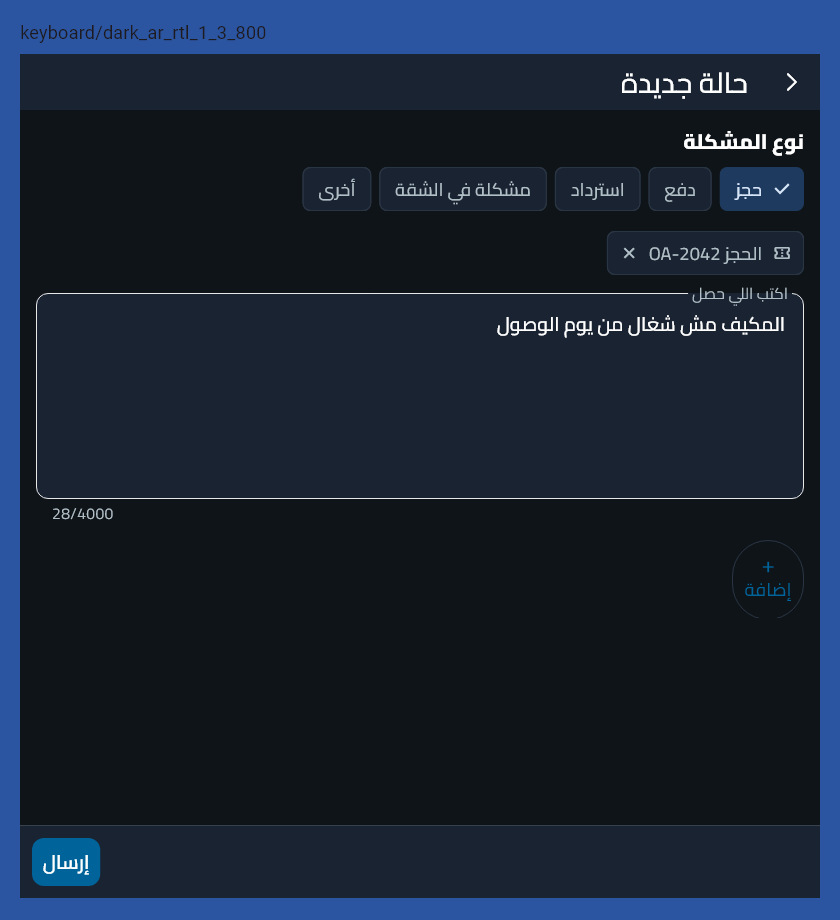 keyboard/dark_ar_rtl_1_3_800
حالة جديدة
نوع المشكلة
حجز دفع استرداد مشكلة في الشقة أخرى
الحجز OA-2042
اكتب اللي حصل
المكيف مش شغال من يوم الوصول
28/4000
+
إضافة
إرسال